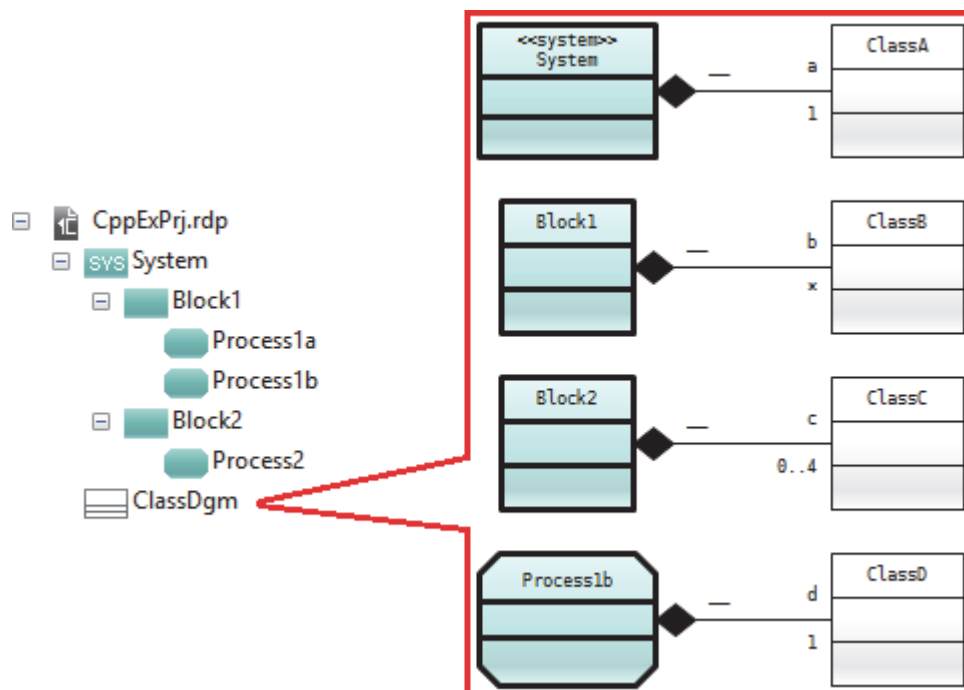 CppExPrj.rdp
SYS System
Block1
Process1a
Process1b
Block2
Process2
ClassDgm
<<system>>
System
a
1
ClassA
Block1
b
*
ClassB
Block2
c
0..4
ClassC
Process1b
d
1
ClassD